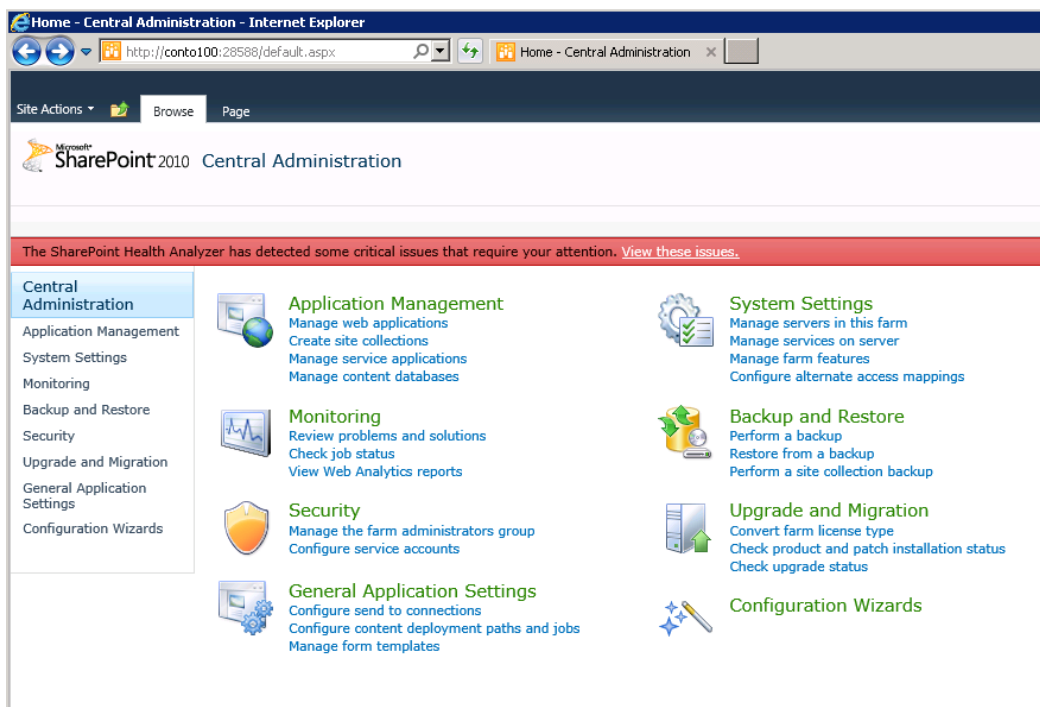 Home - Central Administration - Internet Explorer
http://conto100:28588/default.aspx
Home - Central Administration
Site Actions
Browse
Page
Microsoft
SharePoint 2010 Central Administration
The SharePoint Health Analyzer has detected some critical issues that require your attention. View these issues.
Central
Administration
Application Management
System Settings
Monitoring
Backup and Restore
Security
Upgrade and Migration
General Application
Settings
Configuration Wizards
Application Management
Manage web applications
Create site collections
Manage service applications
Manage content databases
System Settings
Manage servers in this farm
Manage services on server
Manage farm features
Configure alternate access mappings
Monitoring
Review problems and solutions
Check job status
View Web Analytics reports
Backup and Restore
Perform a backup
Restore from a backup
Perform a site collection backup
Security
Manage the farm administrators group
Configure service accounts
Upgrade and Migration
Convert farm license type
Check product and patch installation status
Check upgrade status
General Application Settings
Configure send to connections
Configure content deployment paths and jobs
Manage form templates
Configuration Wizards